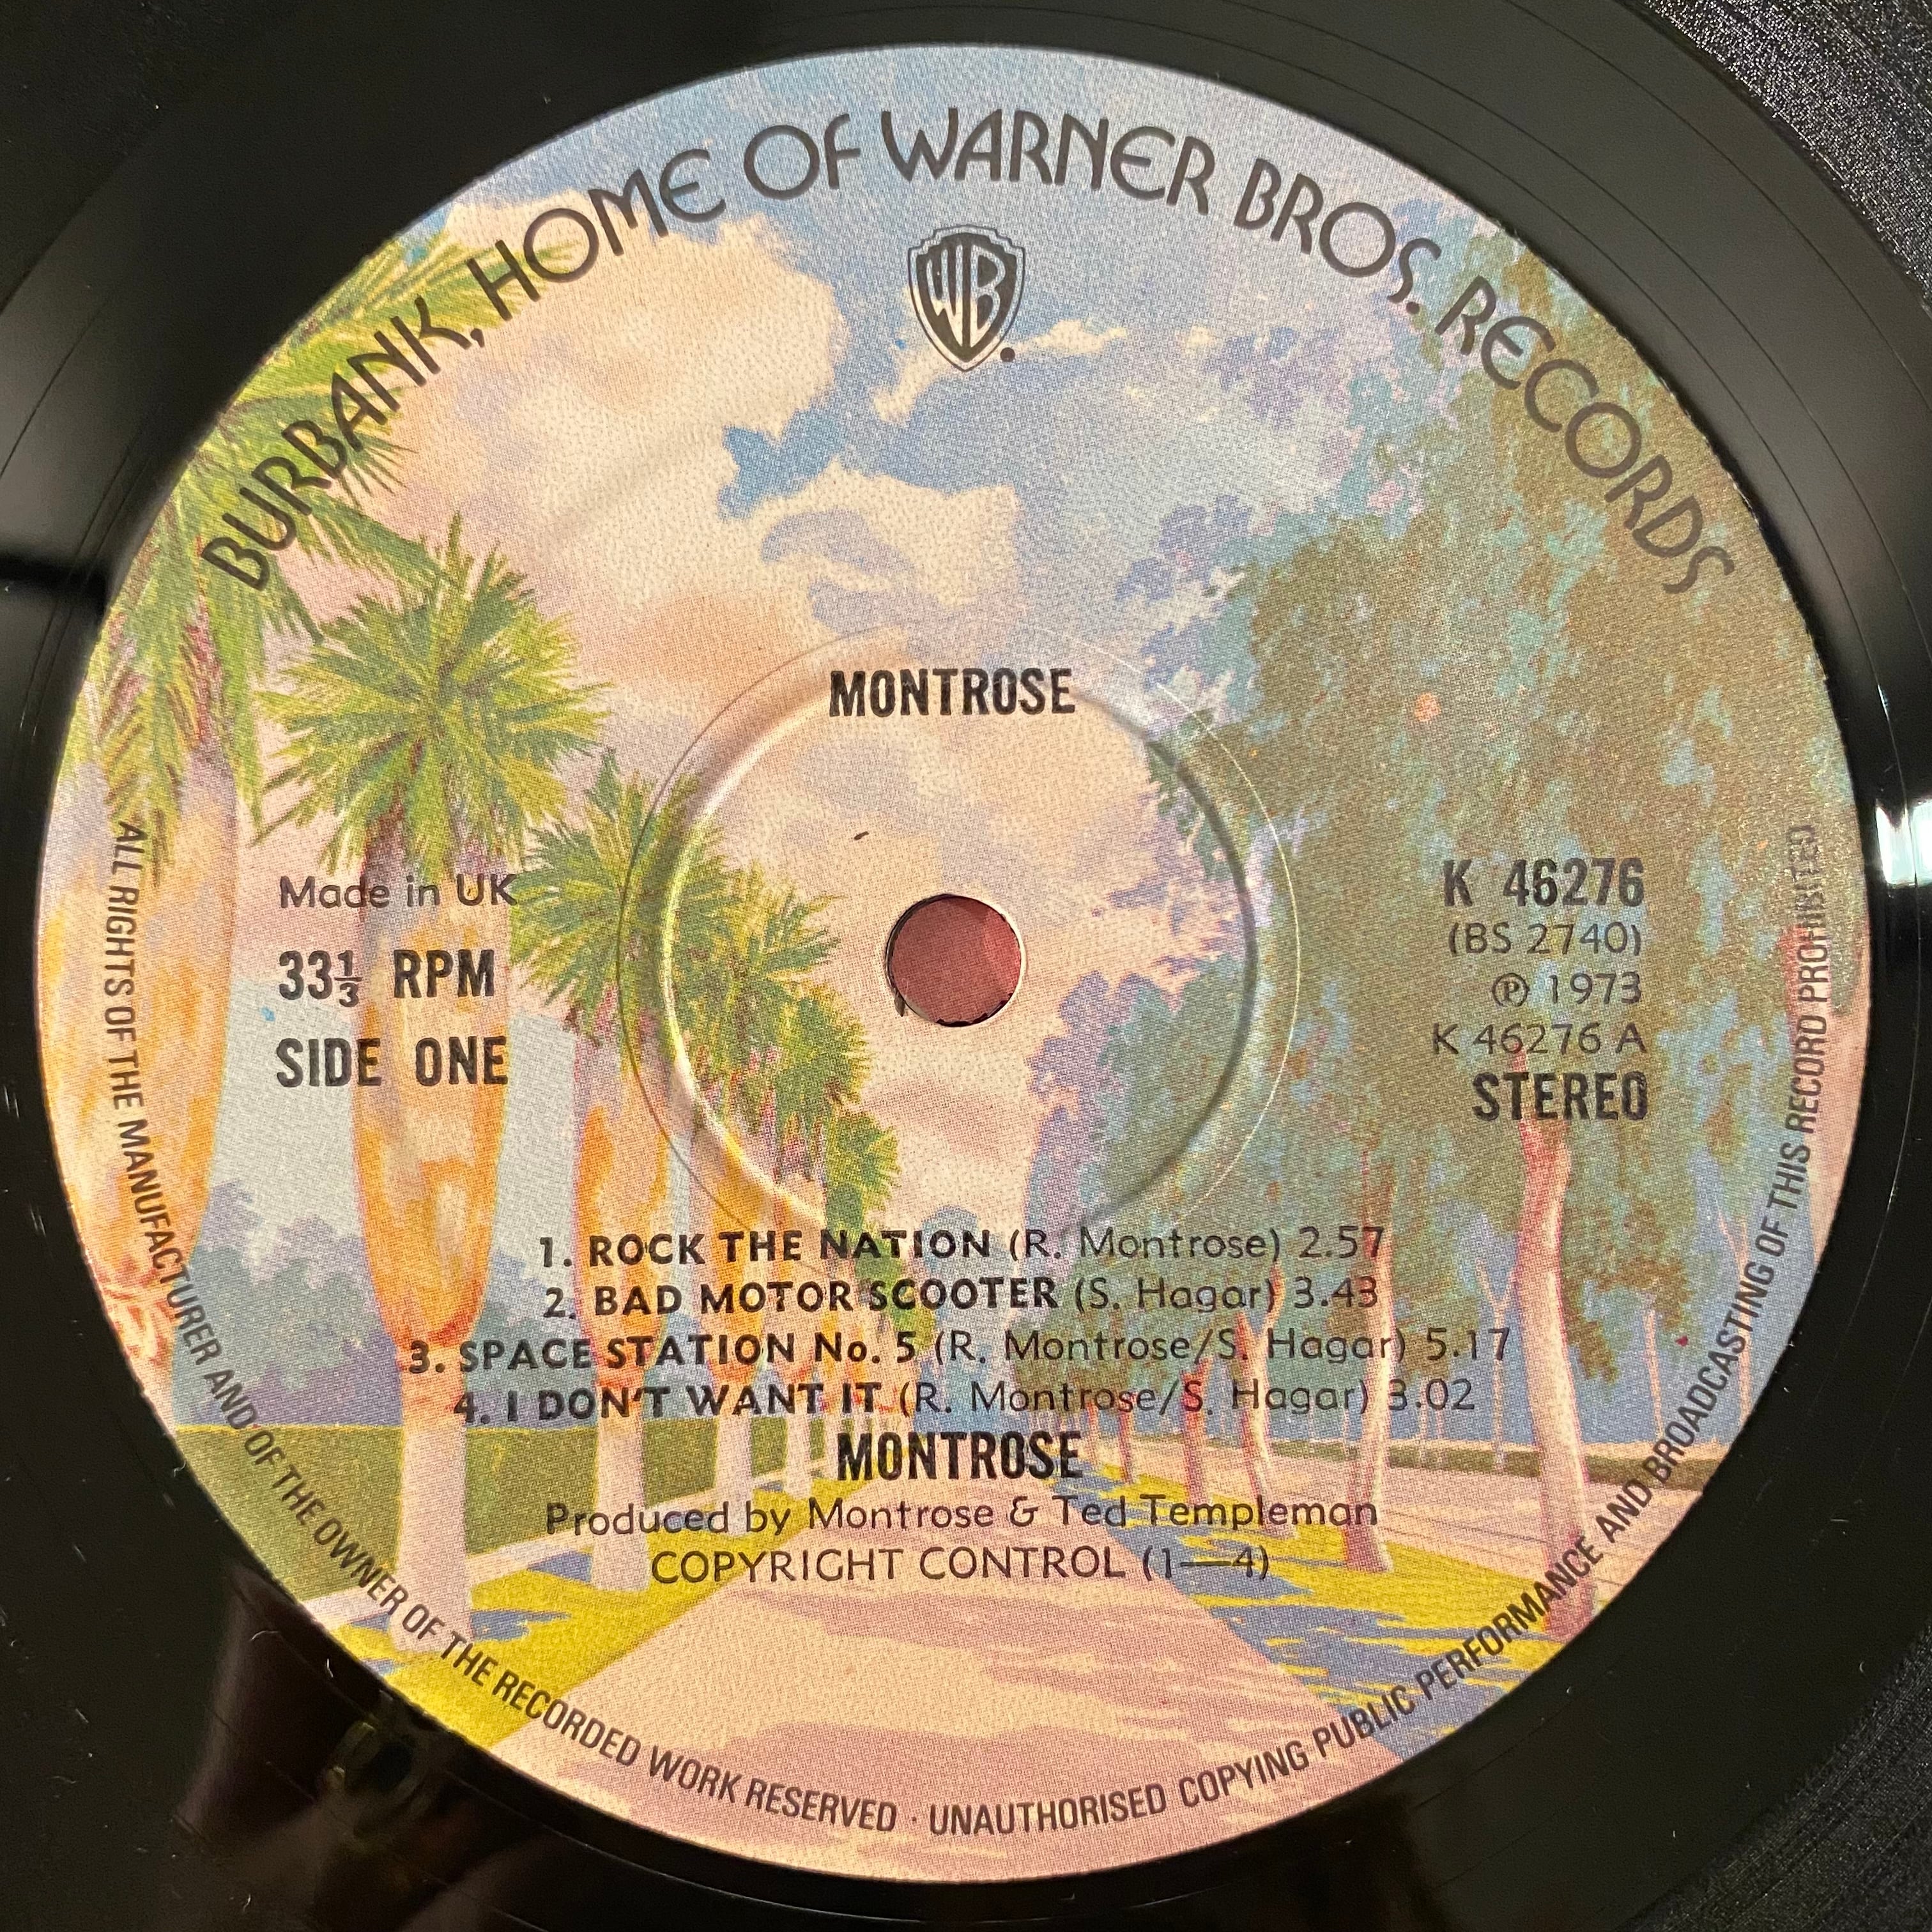 BURBANK, HOME OF WARNER BROS. RECORDS
WB
MONTROSE
Made in UK
33⅓ RPM
SIDE ONE
K 46276
(BS 2740)
℗ 1973
K 46276 A
STEREO
1. ROCK THE NATION (R. Montrose) 2.57
2. BAD MOTOR SCOOTER (S. Hagar) 3.43
3. SPACE STATION No. 5 (R. Montrose/S. Hagar) 5.17
4. I DON'T WANT IT (R. Montrose/S. Hagar) 3.02
MONTROSE
Produced by Montrose & Ted Templeman
COPYRIGHT CONTROL (1—4)
ALL RIGHTS OF THE MANUFACTURER AND OF THE OWNER OF THE RECORDED WORK RESERVED · UNAUTHORISED COPYING PUBLIC PERFORMANCE AND BROADCASTING OF THIS RECORD PROHIBITED